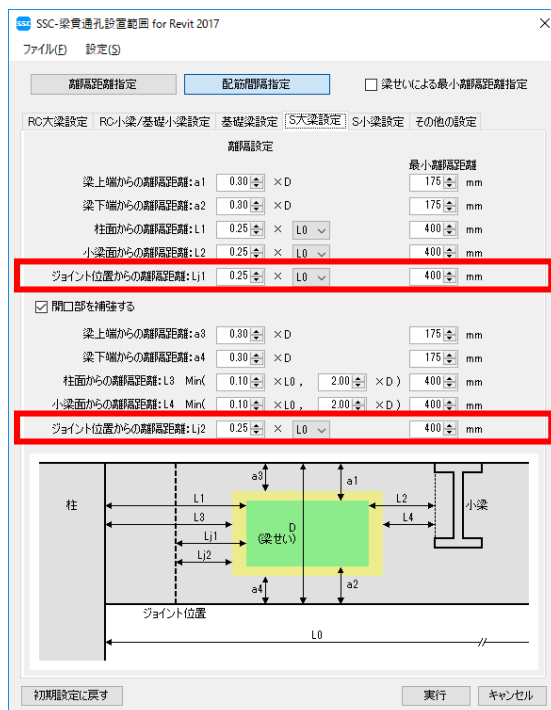 SSC-梁貫通孔設置範囲 for Revit 2017
ファイル(F) 設定(S)
離隔距離指定 配筋間隔指定 梁せいによる最小離隔距離指定
RC大梁設定 RC小梁/基礎小梁設定 基礎梁設定 S大梁設定 S小梁設定 その他の設定
離隔設定
最小離隔距離
梁上端からの離隔距離:a1 0.30 ×D 175 mm
梁下端からの離隔距離:a2 0.30 ×D 175 mm
柱面からの離隔距離:L1 0.25 × L0 400 mm
小梁面からの離隔距離:L2 0.25 × L0 400 mm
ジョイント位置からの離隔距離:Lj1 0.25 × L0 400 mm
開口部を補強する
梁上端からの離隔距離:a3 0.30 ×D 175 mm
梁下端からの離隔距離:a4 0.30 ×D 175 mm
柱面からの離隔距離:L3 Min( 0.10 ×L0 , 2.00 ×D ) 400 mm
小梁面からの離隔距離:L4 Min( 0.10 ×L0 , 2.00 ×D ) 400 mm
ジョイント位置からの離隔距離:Lj2 0.25 × L0 400 mm
a3 a1
柱 L1 L2 小梁
L3 L4
D
Lj1 (梁せい)
Lj2
a4 a2
ジョイント位置
L0
初期設定に戻す 実行 キャンセル